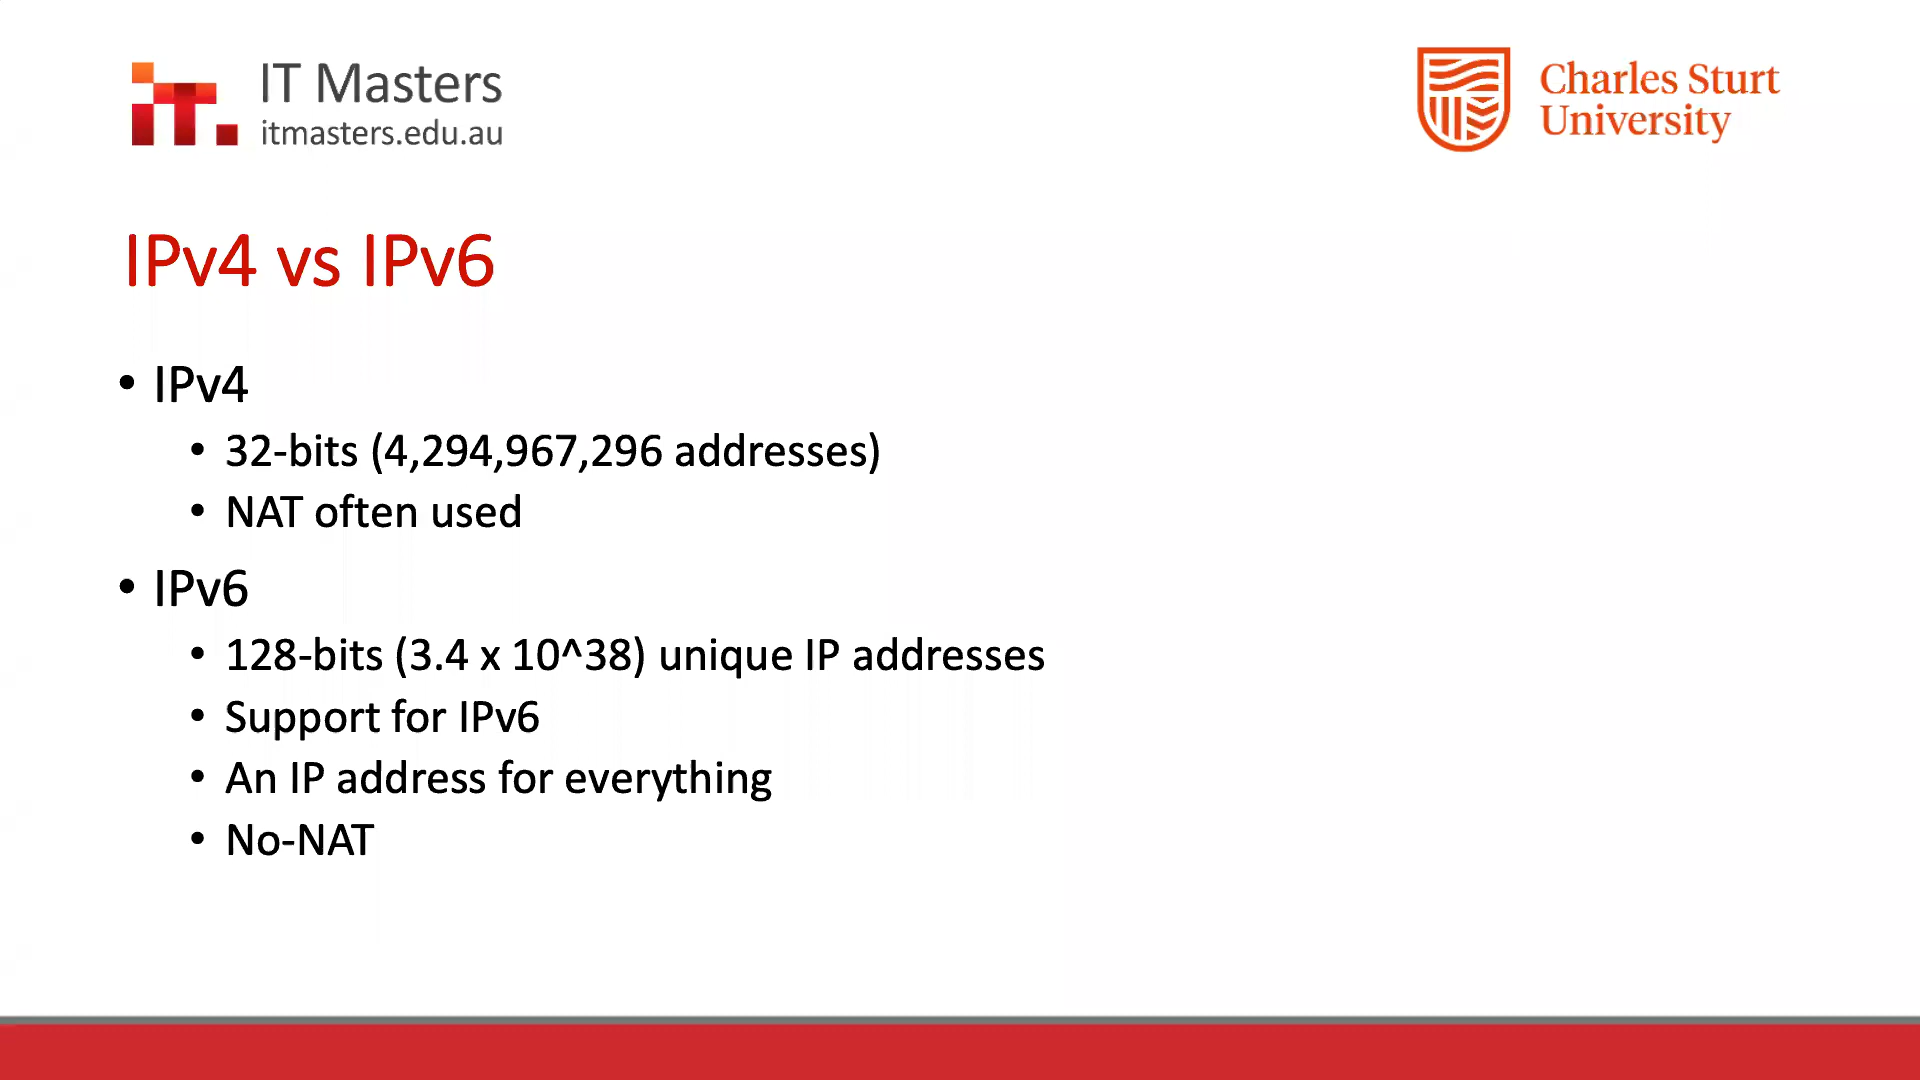 IT Masters
itmasters.edu.au
Charles Sturt
University
IPv4 vs IPv6
• IPv4
• 32-bits (4,294,967,296 addresses)
• NAT often used
• IPv6
• 128-bits (3.4 x 10^38) unique IP addresses
• Support for IPv6
• An IP address for everything
• No-NAT